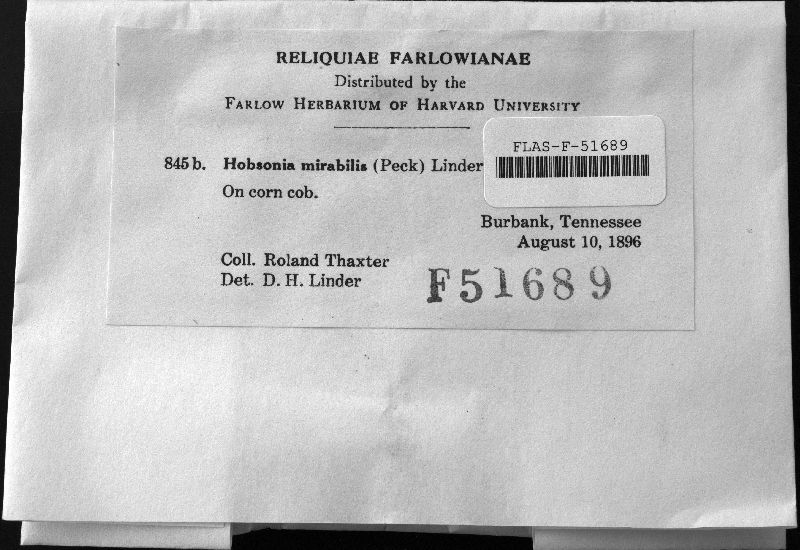 RELIQUIAE FARLOWIANAE
Distributed by the
FARLOW HERBARIUM OF HARVARD UNIVERSITY
FLAS-F-51689
845 b. Hobsonia mirabilis (Peck) Linder
On corn cob.
Burbank, Tennessee
August 10, 1896
Coll. Roland Thaxter
Det. D. H. Linder
F51689